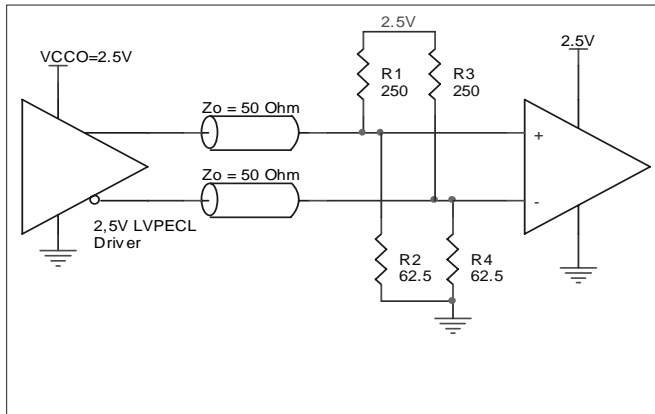 2.5V
VCCO=2.5V
2.5V
R1
250
R3
250
Zo = 50 Ohm
+
Zo = 50 Ohm
-
2,5V LVPECL
Driver
R2
62.5
R4
62.5